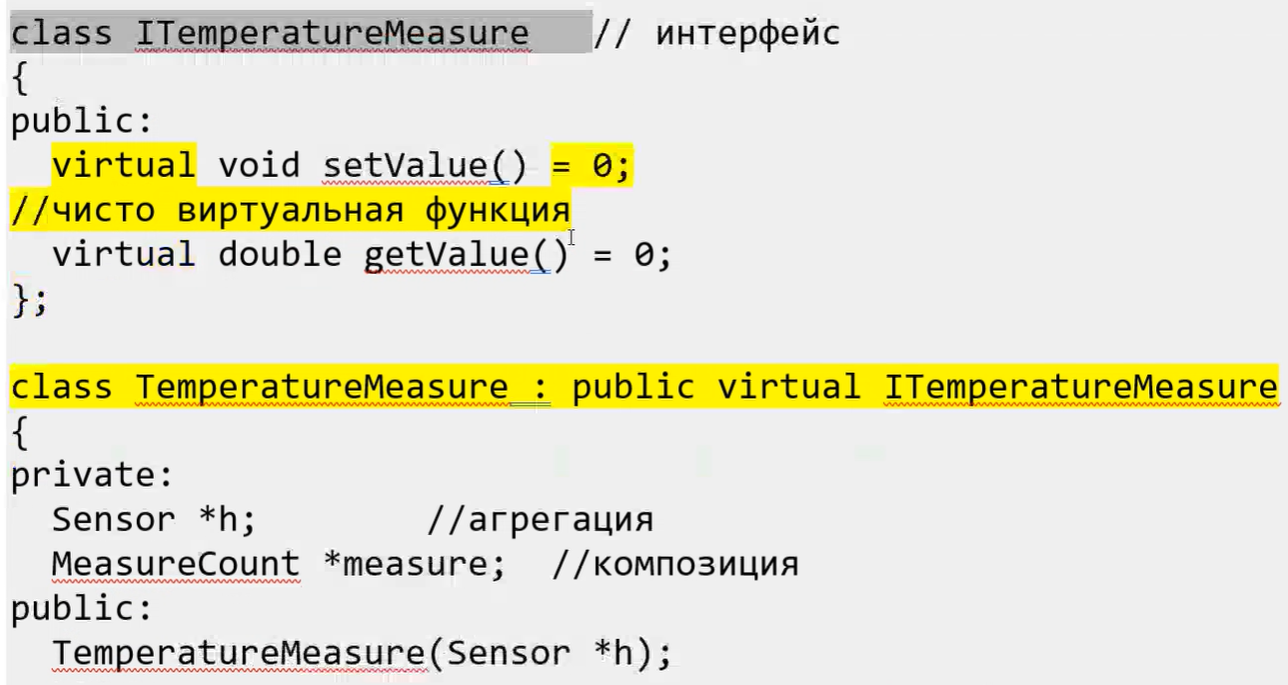 class ITemperatureMeasure // интерфейс
{
public:
virtual void setValue() = 0;
//чисто виртуальная функция
virtual double getValue() = 0;
};
class TemperatureMeasure : public virtual ITemperatureMeasure
{
private:
Sensor *h; //агрегация
MeasureCount *measure; //композиция
public:
TemperatureMeasure(Sensor *h);